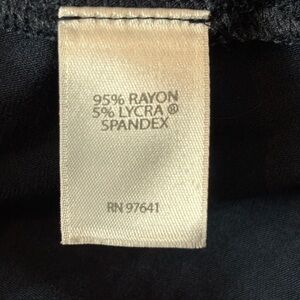 95% RAYON
5% LYCRA ®
SPANDEX
RN 97641